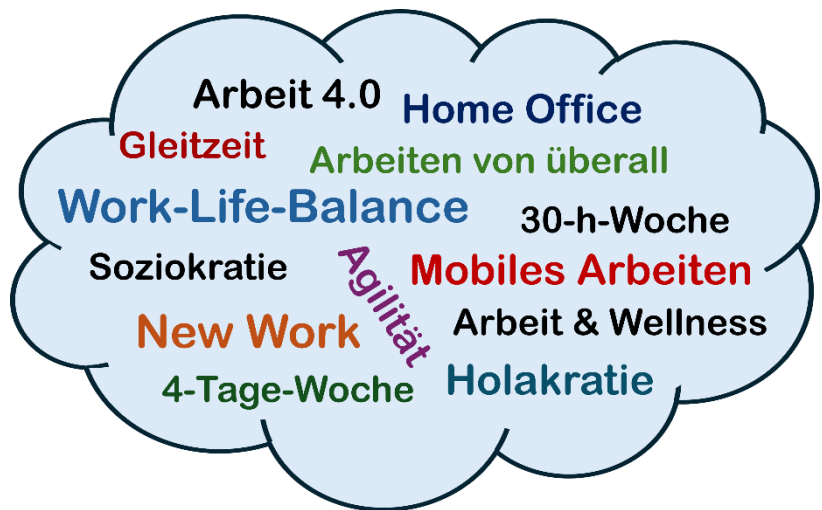 Arbeit 4.0
Home Office
Gleitzeit
Arbeiten von überall
Work-Life-Balance
30-h-Woche
Soziokratie
Agilität
Mobiles Arbeiten
New Work
Arbeit & Wellness
4-Tage-Woche
Holakratie